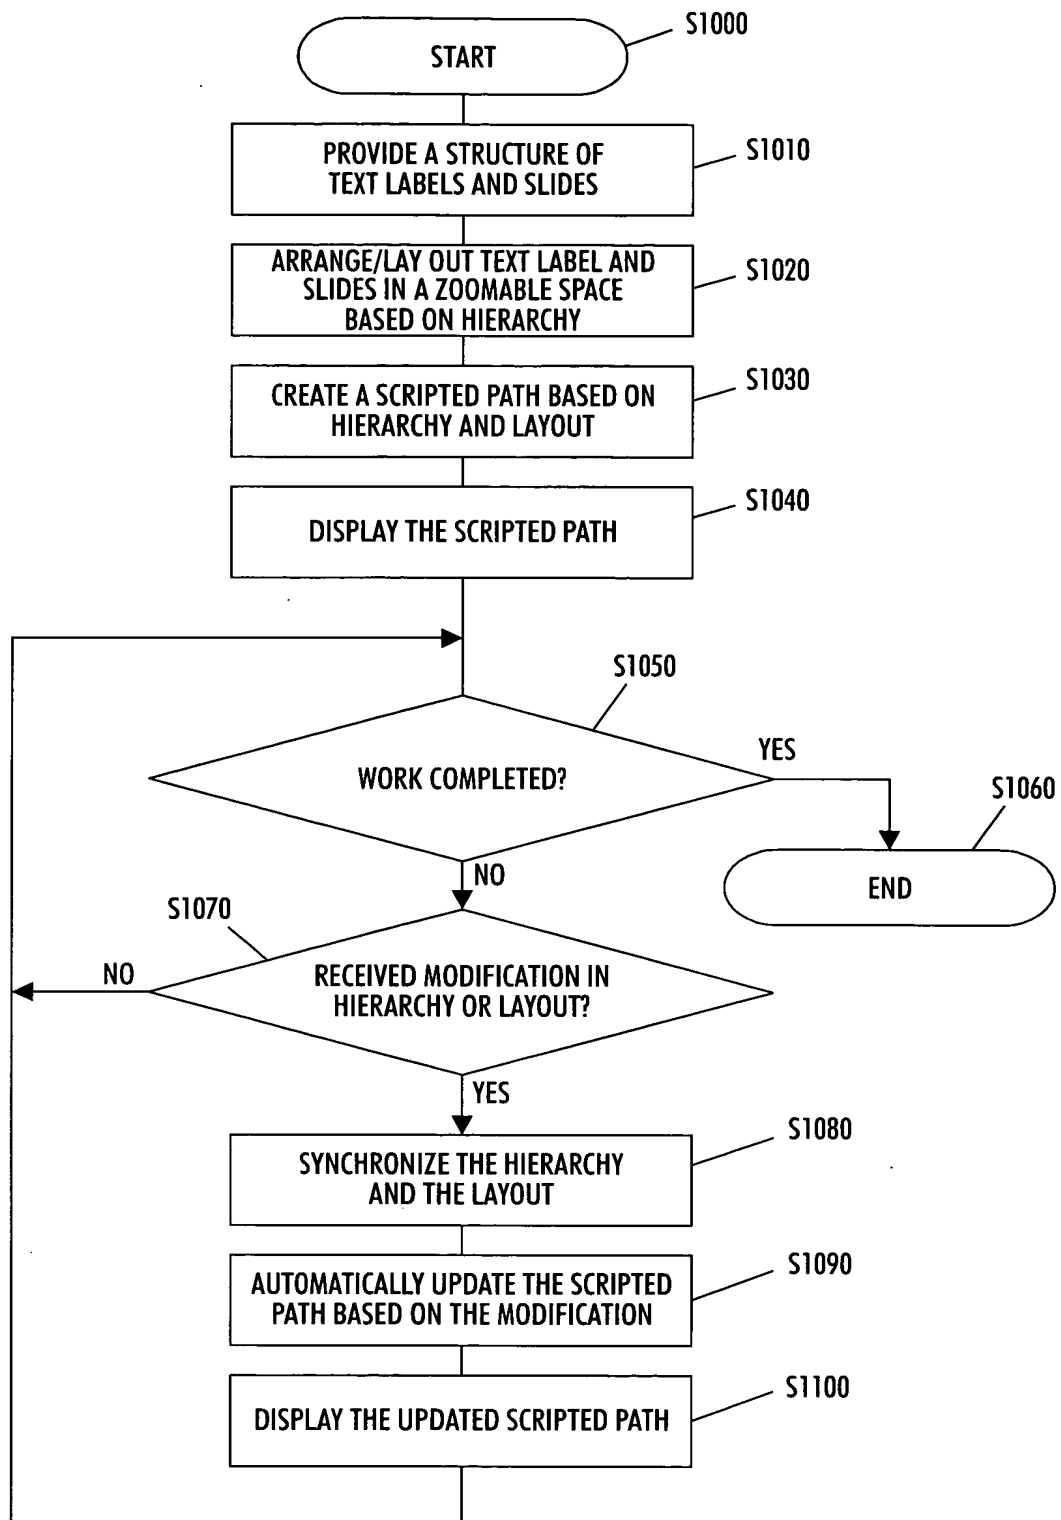 S1000
START
S1010
PROVIDE A STRUCTURE OF
TEXT LABELS AND SLIDES
S1020
ARRANGE/LAY OUT TEXT LABEL AND
SLIDES IN A ZOOMABLE SPACE
BASED ON HIERARCHY
S1030
CREATE A SCRIPTED PATH BASED ON
HIERARCHY AND LAYOUT
S1040
DISPLAY THE SCRIPTED PATH
S1050
WORK COMPLETED?
YES
S1060
END
NO
S1070
RECEIVED MODIFICATION IN
HIERARCHY OR LAYOUT?
NO
YES
S1080
SYNCHRONIZE THE HIERARCHY
AND THE LAYOUT
S1090
AUTOMATICALLY UPDATE THE SCRIPTED
PATH BASED ON THE MODIFICATION
S1100
DISPLAY THE UPDATED SCRIPTED PATH